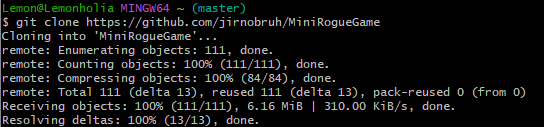 Lemon@Lemonholia MINGW64 ~ (master)
$ git clone https://github.com/jirnobruh/MiniRogueGame
Cloning into 'MiniRogueGame'...
remote: Enumerating objects: 111, done.
remote: Counting objects: 100% (111/111), done.
remote: Compressing objects: 100% (84/84), done.
remote: Total 111 (delta 13), reused 111 (delta 13), pack-reused 0 (from 0)
Receiving objects: 100% (111/111), 6.16 MiB | 310.00 KiB/s, done.
Resolving deltas: 100% (13/13), done.